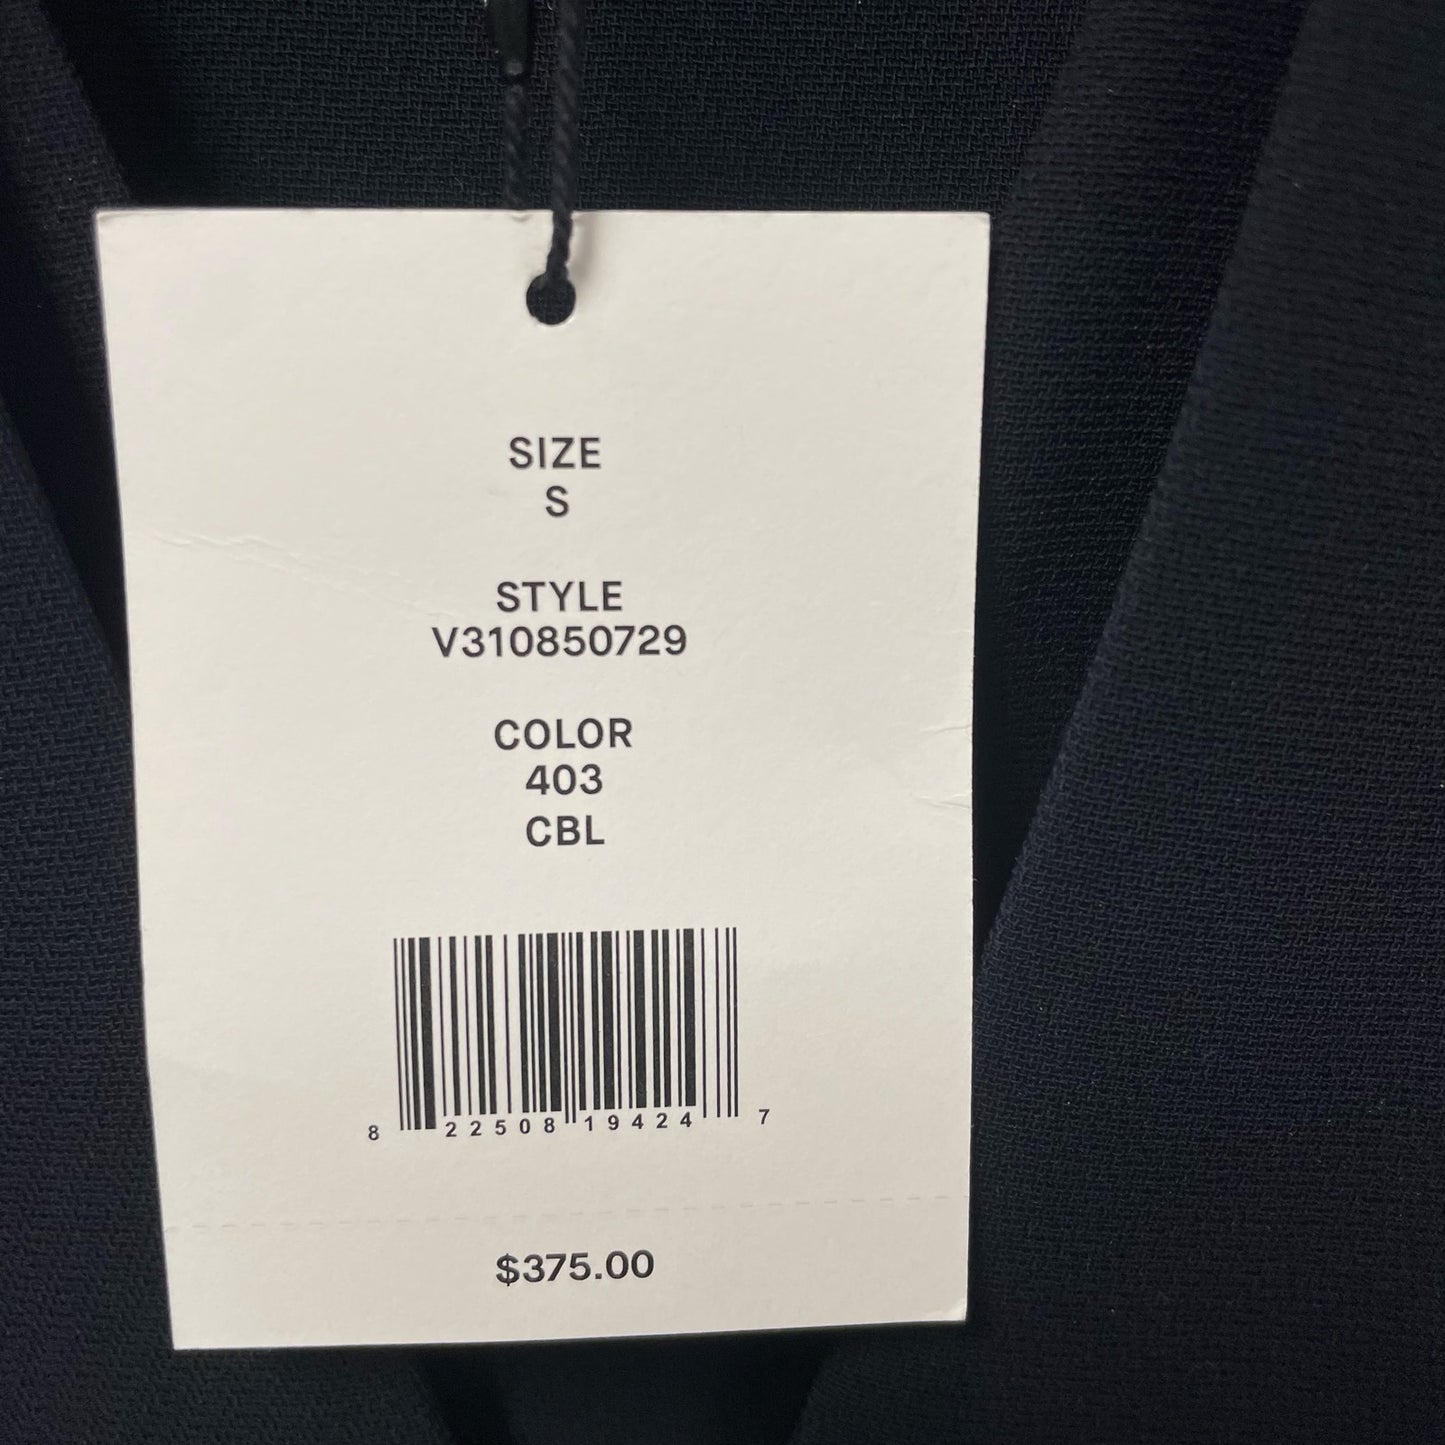 SIZE
S
STYLE
V310850729
COLOR
403
CBL
8 22508 19424 7
$375.00